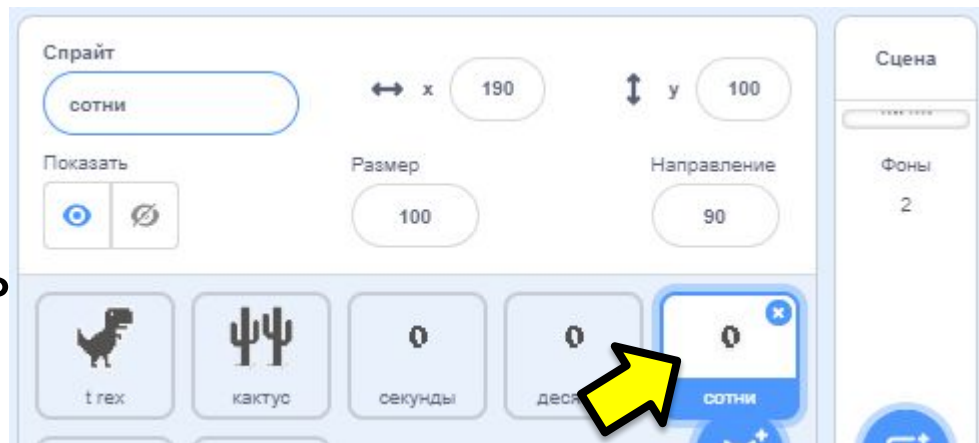 Спрайт
сотни
x 190
y 100
Показать
Размер
100
Направление
90
Сцена
Фоны
2
t rex
кактус
0
секунды
0
0
сотни